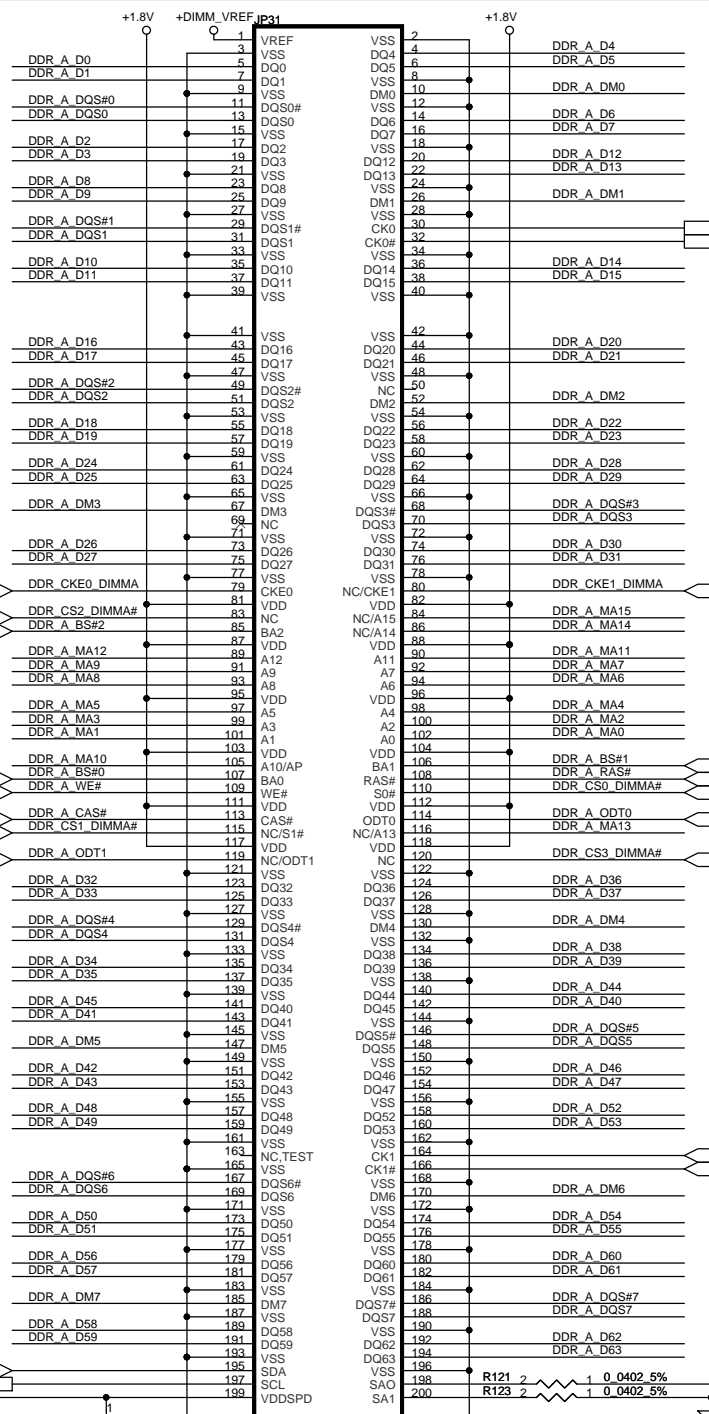 +1.8V +DIMM_VREF JP31 +1.8V
1 VREF VSS 2
3 VSS DQ4 4 DDR_A_D4
DDR_A_D0 5 DQ0 DQ5 6 DDR_A_D5
DDR_A_D1 7 DQ1 VSS 8
9 VSS DM0 10 DDR_A_DM0
DDR_A_DQS#0 11 DQS0# VSS 12
DDR_A_DQS0 13 DQS0 DQ6 14 DDR_A_D6
15 VSS DQ7 16 DDR_A_D7
DDR_A_D2 17 DQ2 VSS 18
DDR_A_D3 19 DQ3 DQ12 20 DDR_A_D12
21 VSS DQ13 22 DDR_A_D13
DDR_A_D8 23 DQ8 VSS 24
DDR_A_D9 25 DQ9 DM1 26 DDR_A_DM1
27 VSS VSS 28
DDR_A_DQS#1 29 DQS1# CK0 30
DDR_A_DQS1 31 DQS1 CK0# 32
33 VSS VSS 34
DDR_A_D10 35 DQ10 DQ14 36 DDR_A_D14
DDR_A_D11 37 DQ11 DQ15 38 DDR_A_D15
39 VSS VSS 40
41 VSS VSS 42
DDR_A_D16 43 DQ16 DQ20 44 DDR_A_D20
DDR_A_D17 45 DQ17 DQ21 46 DDR_A_D21
47 VSS VSS 48
DDR_A_DQS#2 49 DQS2# NC 50
DDR_A_DQS2 51 DQS2 DM2 52 DDR_A_DM2
53 VSS VSS 54
DDR_A_D18 55 DQ18 DQ22 56 DDR_A_D22
DDR_A_D19 57 DQ19 DQ23 58 DDR_A_D23
59 VSS VSS 60
DDR_A_D24 61 DQ24 DQ28 62 DDR_A_D28
DDR_A_D25 63 DQ25 DQ29 64 DDR_A_D29
65 VSS VSS 66
DDR_A_DM3 67 DM3 DQS3# 68 DDR_A_DQS#3
69 NC DQS3 70 DDR_A_DQS3
71 VSS VSS 72
DDR_A_D26 73 DQ26 DQ30 74 DDR_A_D30
DDR_A_D27 75 DQ27 DQ31 76 DDR_A_D31
77 VSS VSS 78
DDR_CKE0_DIMMA 79 CKE0 NC/CKE1 80 DDR_CKE1_DIMMA
81 VDD VDD 82
DDR_CS2_DIMMA# 83 NC NC/A15 84 DDR_A_MA15
DDR_A_BS#2 85 BA2 NC/A14 86 DDR_A_MA14
87 VDD VDD 88
DDR_A_MA12 89 A12 A11 90 DDR_A_MA11
DDR_A_MA9 91 A9 A7 92 DDR_A_MA7
DDR_A_MA8 93 A8 A6 94 DDR_A_MA6
95 VDD VDD 96
DDR_A_MA5 97 A5 A4 98 DDR_A_MA4
DDR_A_MA3 99 A3 A2 100 DDR_A_MA2
DDR_A_MA1 101 A1 A0 102 DDR_A_MA0
103 VDD VDD 104
DDR_A_MA10 105 A10/AP BA1 106 DDR_A_BS#1
DDR_A_BS#0 107 BA0 RAS# 108 DDR_A_RAS#
DDR_A_WE# 109 WE# S0# 110 DDR_CS0_DIMMA#
111 VDD VDD 112
DDR_A_CAS# 113 CAS# ODT0 114 DDR_A_ODT0
DDR_CS1_DIMMA# 115 NC/S1# NC/A13 116 DDR_A_MA13
117 VDD VDD 118
DDR_A_ODT1 119 NC/ODT1 NC 120 DDR_CS3_DIMMA#
121 VSS VSS 122
DDR_A_D32 123 DQ32 DQ36 124 DDR_A_D36
DDR_A_D33 125 DQ33 DQ37 126 DDR_A_D37
127 VSS VSS 128
DDR_A_DQS#4 129 DQS4# DM4 130 DDR_A_DM4
DDR_A_DQS4 131 DQS4 VSS 132
133 VSS DQ38 134 DDR_A_D38
DDR_A_D34 135 DQ34 DQ39 136 DDR_A_D39
DDR_A_D35 137 DQ35 VSS 138
139 VSS DQ44 140 DDR_A_D44
DDR_A_D45 141 DQ40 DQ45 142 DDR_A_D40
DDR_A_D41 143 DQ41 VSS 144
145 VSS DQS5# 146 DDR_A_DQS#5
DDR_A_DM5 147 DM5 DQS5 148 DDR_A_DQS5
149 VSS VSS 150
DDR_A_D42 151 DQ42 DQ46 152 DDR_A_D46
DDR_A_D43 153 DQ43 DQ47 154 DDR_A_D47
155 VSS VSS 156
DDR_A_D48 157 DQ48 DQ52 158 DDR_A_D52
DDR_A_D49 159 DQ49 DQ53 160 DDR_A_D53
161 VSS VSS 162
163 NC,TEST CK1 164
165 VSS CK1# 166
DDR_A_DQS#6 167 DQS6# VSS 168
DDR_A_DQS6 169 DQS6 DM6 170 DDR_A_DM6
171 VSS VSS 172
DDR_A_D50 173 DQ50 DQ54 174 DDR_A_D54
DDR_A_D51 175 DQ51 DQ55 176 DDR_A_D55
177 VSS VSS 178
DDR_A_D56 179 DQ56 DQ60 180 DDR_A_D60
DDR_A_D57 181 DQ57 DQ61 182 DDR_A_D61
183 VSS VSS 184
DDR_A_DM7 185 DM7 DQS7# 186 DDR_A_DQS#7
187 VSS DQS7 188 DDR_A_DQS7
DDR_A_D58 189 DQ58 VSS 190
DDR_A_D59 191 DQ59 DQ62 192 DDR_A_D62
193 VSS DQ63 194 DDR_A_D63
195 SDA VSS 196
197 SCL SAO 198 R121 2 1 0_0402_5%
199 VDDSPD SA1 200 R123 2 1 0_0402_5%
1